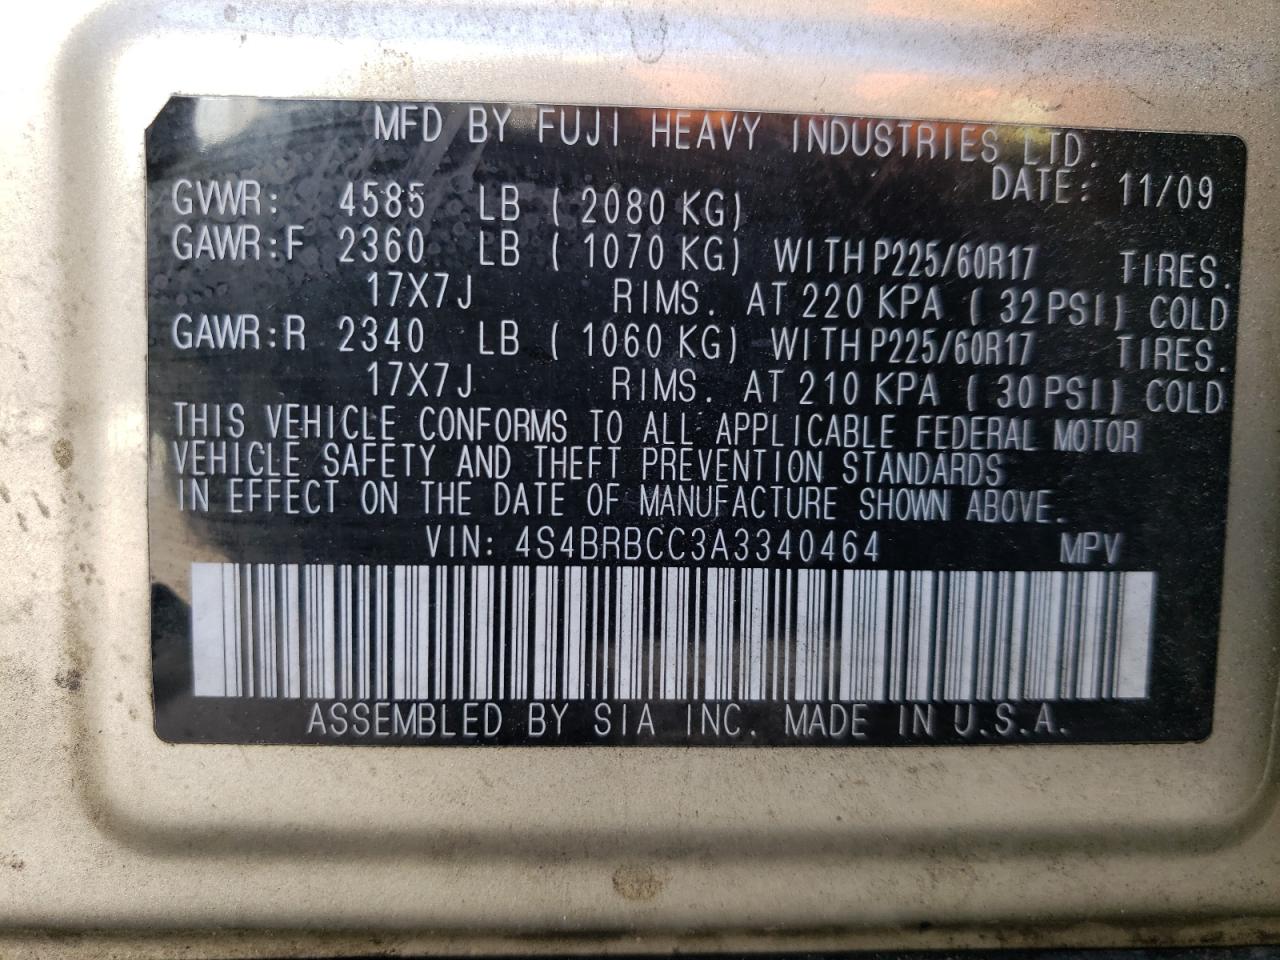 MFD BY FUJI HEAVY INDUSTRIES LTD.
DATE: 11/09
GVWR: 4585 LB ( 2080 KG)
GAWR:F 2360 LB ( 1070 KG) WITH P225/60R17 TIRES.
17X7J RIMS. AT 220 KPA ( 32 PSI) COLD
GAWR:R 2340 LB ( 1060 KG) WITH P225/60R17 TIRES.
17X7J RIMS. AT 210 KPA ( 30 PSI) COLD
THIS VEHICLE CONFORMS TO ALL APPLICABLE FEDERAL MOTOR
VEHICLE SAFETY AND THEFT PREVENTION STANDARDS
IN EFFECT ON THE DATE OF MANUFACTURE SHOWN ABOVE.
VIN: 4S4BRBCC3A3340464 MPV
ASSEMBLED BY SIA INC. MADE IN U.S.A.